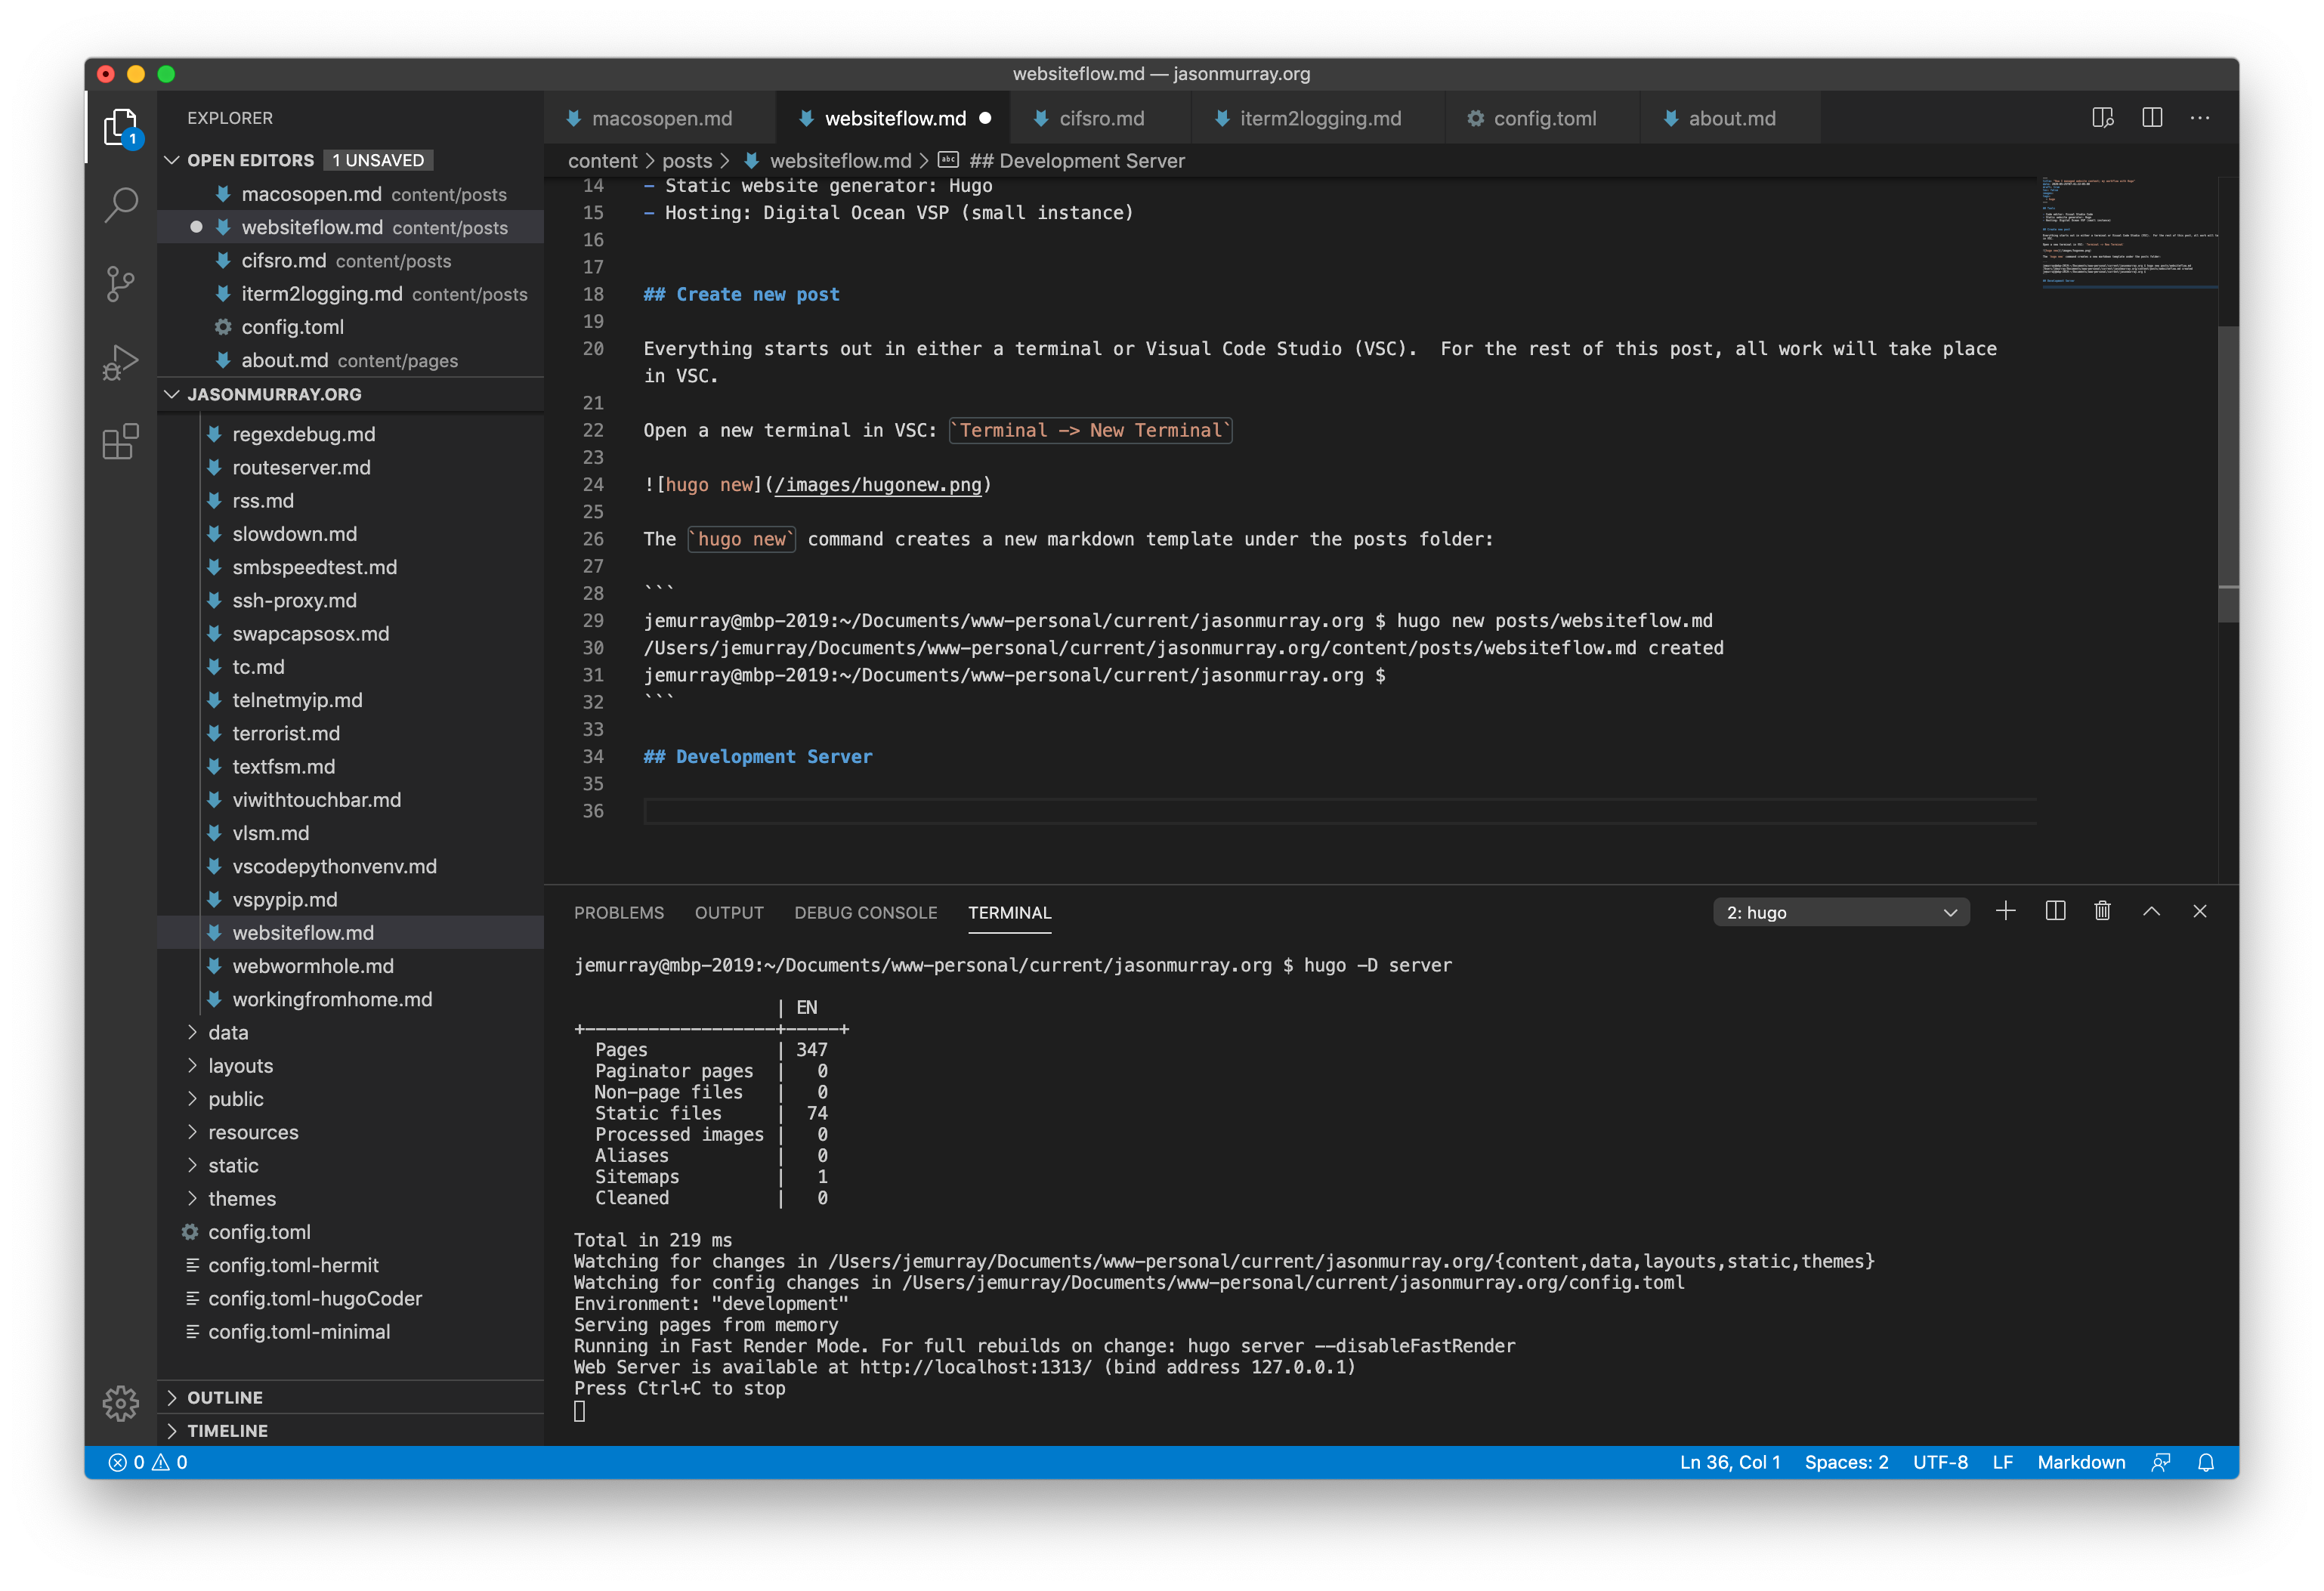 websiteflow.md — jasonmurray.org
EXPLORER
1
OPEN EDITORS 1 UNSAVED
macosopen.md content/posts
websiteflow.md content/posts
cifsro.md content/posts
iterm2logging.md content/posts
config.toml
about.md content/pages
JASONMURRAY.ORG
regexdebug.md
routeserver.md
rss.md
slowdown.md
smbspeedtest.md
ssh-proxy.md
swapcapsosx.md
tc.md
telnetmyip.md
terrorist.md
textfsm.md
viwithtouchbar.md
vlsm.md
vscodepythonvenv.md
vspypip.md
websiteflow.md
webwormhole.md
workingfromhome.md
data
layouts
public
resources
static
themes
config.toml
config.toml-hermit
config.toml-hugoCoder
config.toml-minimal
OUTLINE
TIMELINE
macosopen.md websiteflow.md cifsro.md iterm2logging.md config.toml about.md
content > posts > websiteflow.md > abc ## Development Server
14 - Static website generator: Hugo
15 - Hosting: Digital Ocean VSP (small instance)
16
17
18 ## Create new post
19
20 Everything starts out in either a terminal or Visual Code Studio (VSC).  For the rest of this post, all work will take place
in VSC.
21
22 Open a new terminal in VSC: `Terminal -> New Terminal`
23
24 ![hugo new](/images/hugonew.png)
25
26 The `hugo new` command creates a new markdown template under the posts folder:
27
28 ```
29 jemurray@mbp-2019:~/Documents/www-personal/current/jasonmurray.org $ hugo new posts/websiteflow.md
30 /Users/jemurray/Documents/www-personal/current/jasonmurray.org/content/posts/websiteflow.md created
31 jemurray@mbp-2019:~/Documents/www-personal/current/jasonmurray.org $
32 ```
33
34 ## Development Server
35
36
PROBLEMS OUTPUT DEBUG CONSOLE TERMINAL 2: hugo
jemurray@mbp-2019:~/Documents/www-personal/current/jasonmurray.org $ hugo -D server
| EN
+------------------+-----+
Pages | 347
Paginator pages | 0
Non-page files | 0
Static files | 74
Processed images | 0
Aliases | 0
Sitemaps | 1
Cleaned | 0
Total in 219 ms
Watching for changes in /Users/jemurray/Documents/www-personal/current/jasonmurray.org/{content,data,layouts,static,themes}
Watching for config changes in /Users/jemurray/Documents/www-personal/current/jasonmurray.org/config.toml
Environment: "development"
Serving pages from memory
Running in Fast Render Mode. For full rebuilds on change: hugo server --disableFastRender
Web Server is available at http://localhost:1313/ (bind address 127.0.0.1)
Press Ctrl+C to stop
0 0 Ln 36, Col 1 Spaces: 2 UTF-8 LF Markdown